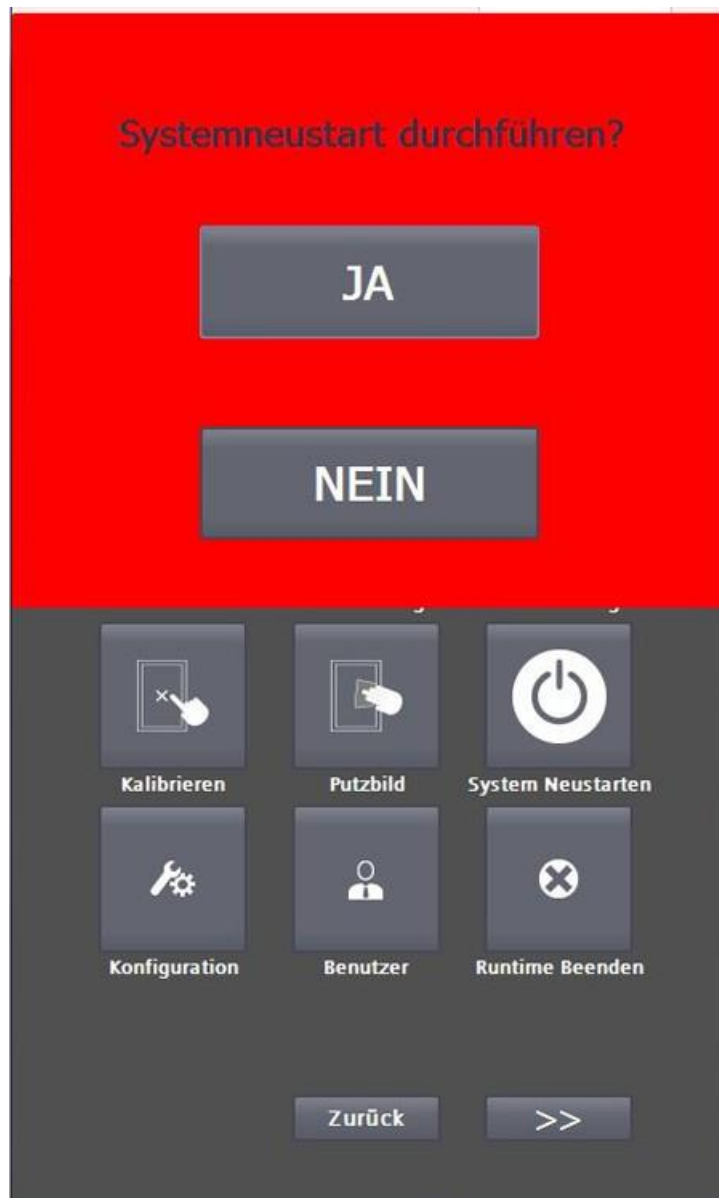 Systemneustart durchführen?
JA
NEIN
Kalibrieren
Putzbild
System Neustarten
Konfiguration
Benutzer
Runtime Beenden
Zurück
>>